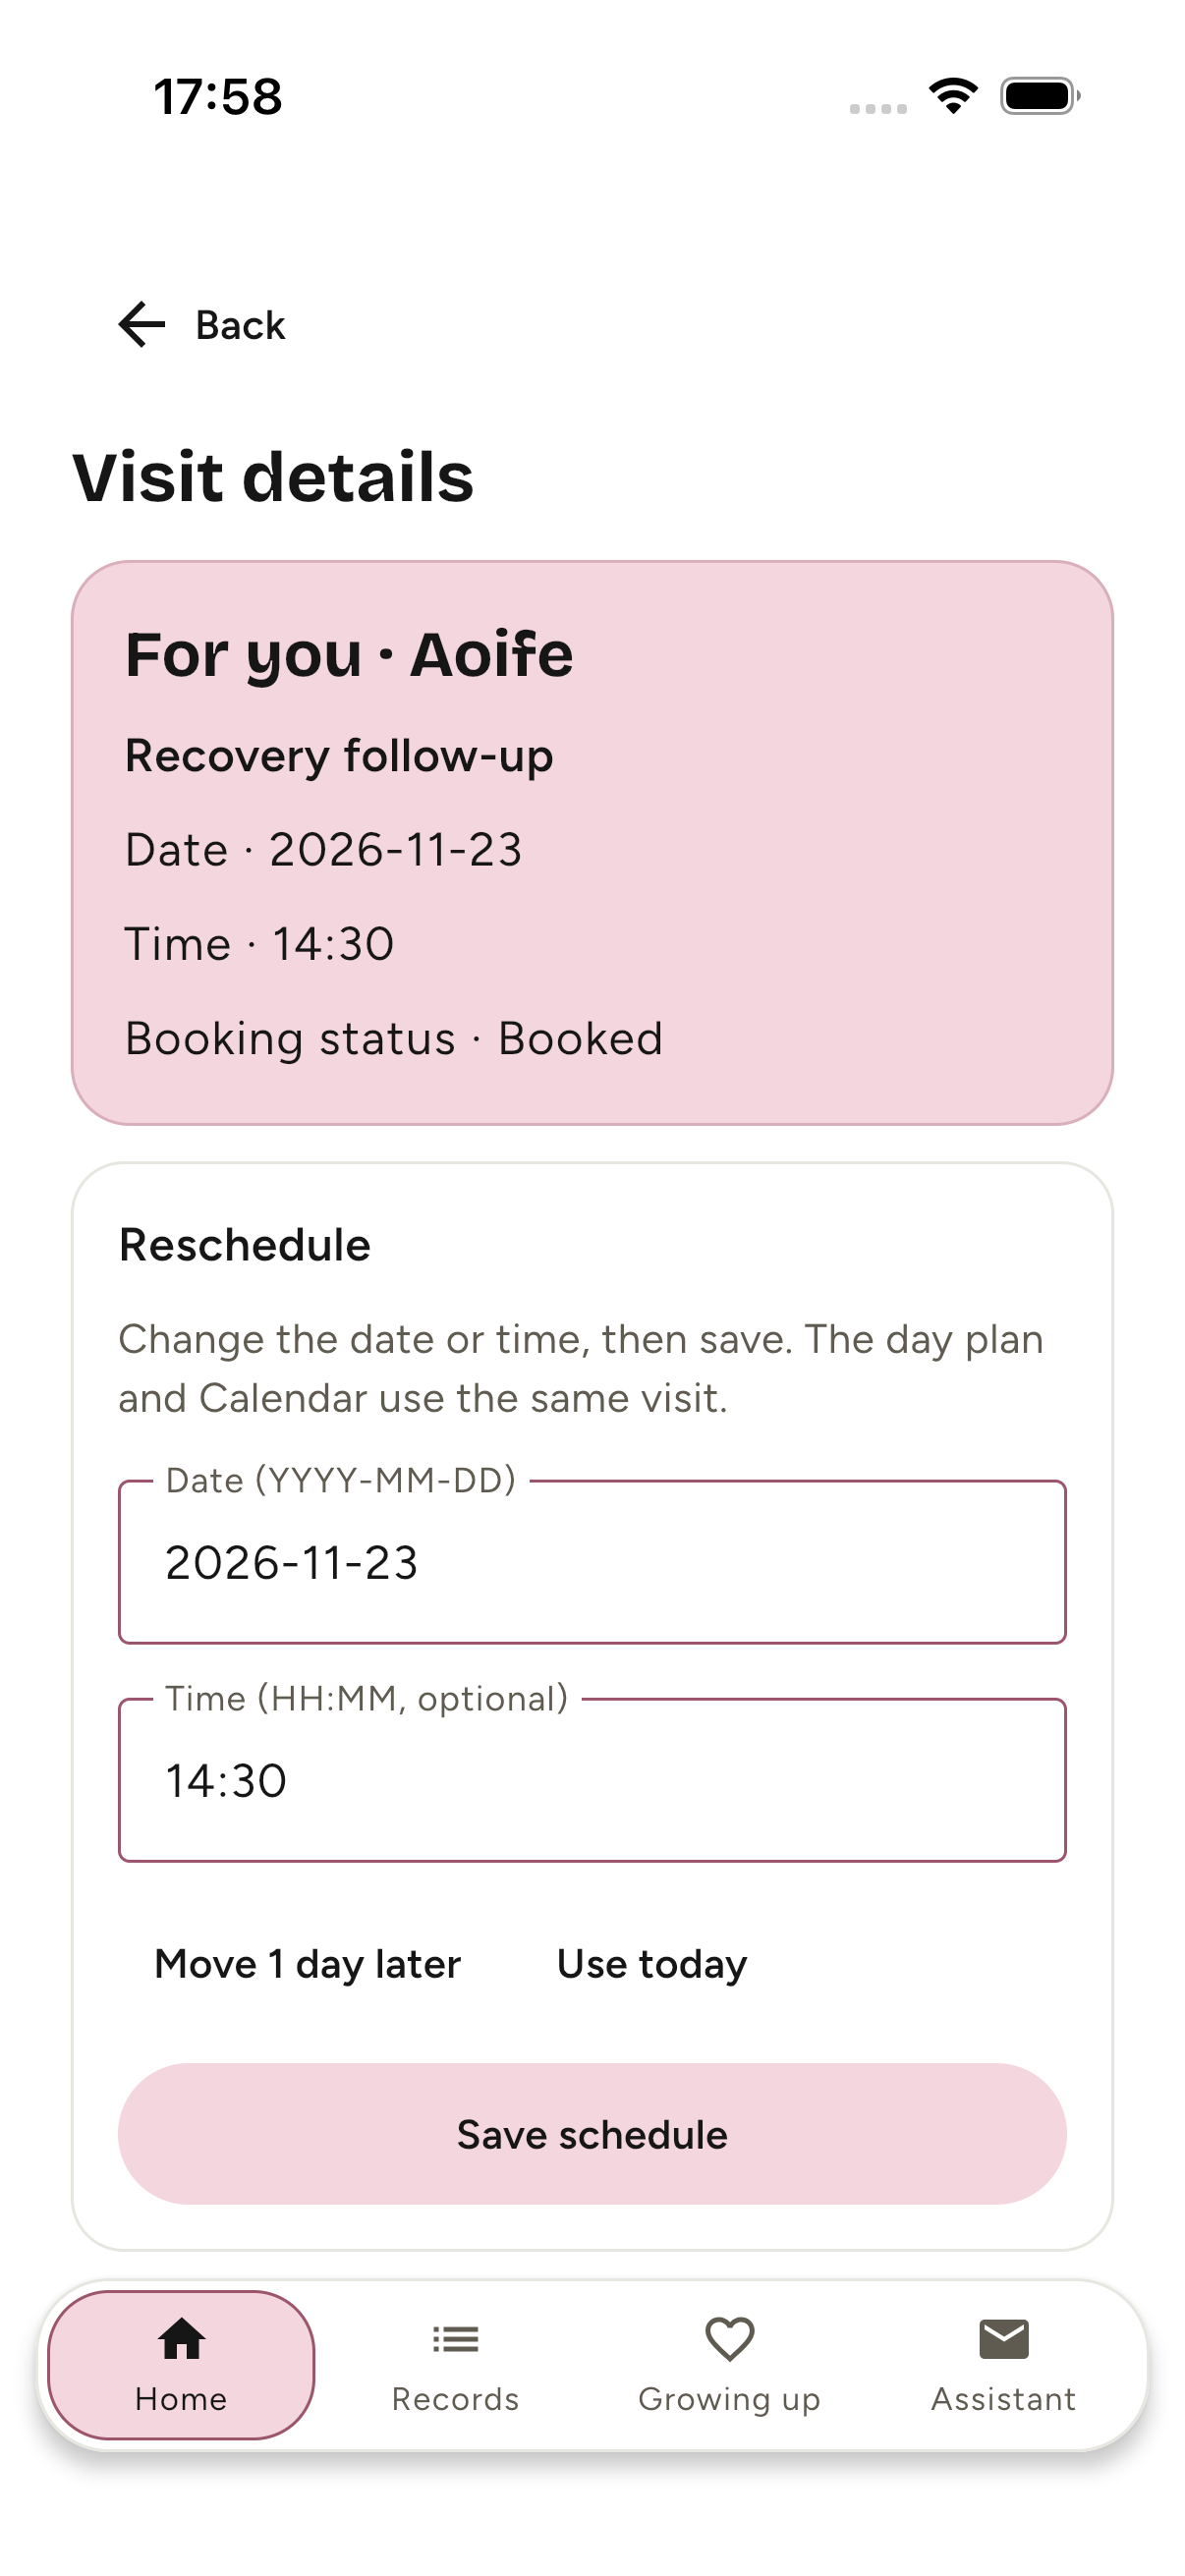 17:58
Back
Visit details
For you · Aoife
Recovery follow-up
Date · 2026-11-23
Time · 14:30
Booking status · Booked
Reschedule
Change the date or time, then save. The day plan
and Calendar use the same visit.
Date (YYYY-MM-DD)
2026-11-23
Time (HH:MM, optional)
14:30
Move 1 day later
Use today
Save schedule
Home
Records
Growing up
Assistant